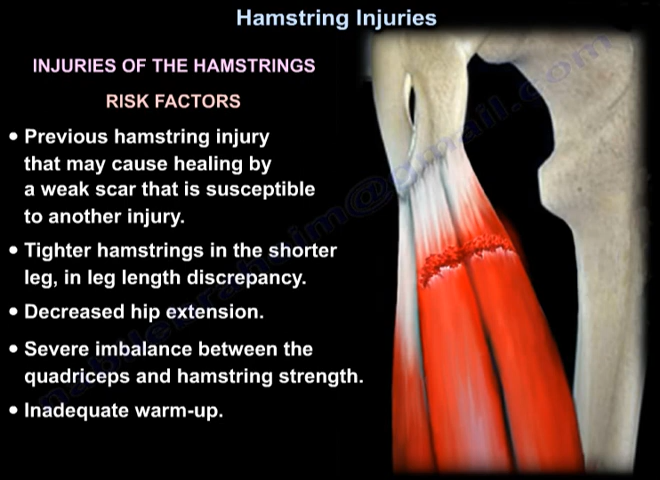 Hamstring Injuries
INJURIES OF THE HAMSTRINGS
RISK FACTORS
• Previous hamstring injury
that may cause healing by
a weak scar that is susceptible
to another injury.
• Tighter hamstrings in the shorter
leg, in leg length discrepancy.
• Decreased hip extension.
• Severe imbalance between the
quadriceps and hamstring strength.
• Inadequate warm-up.